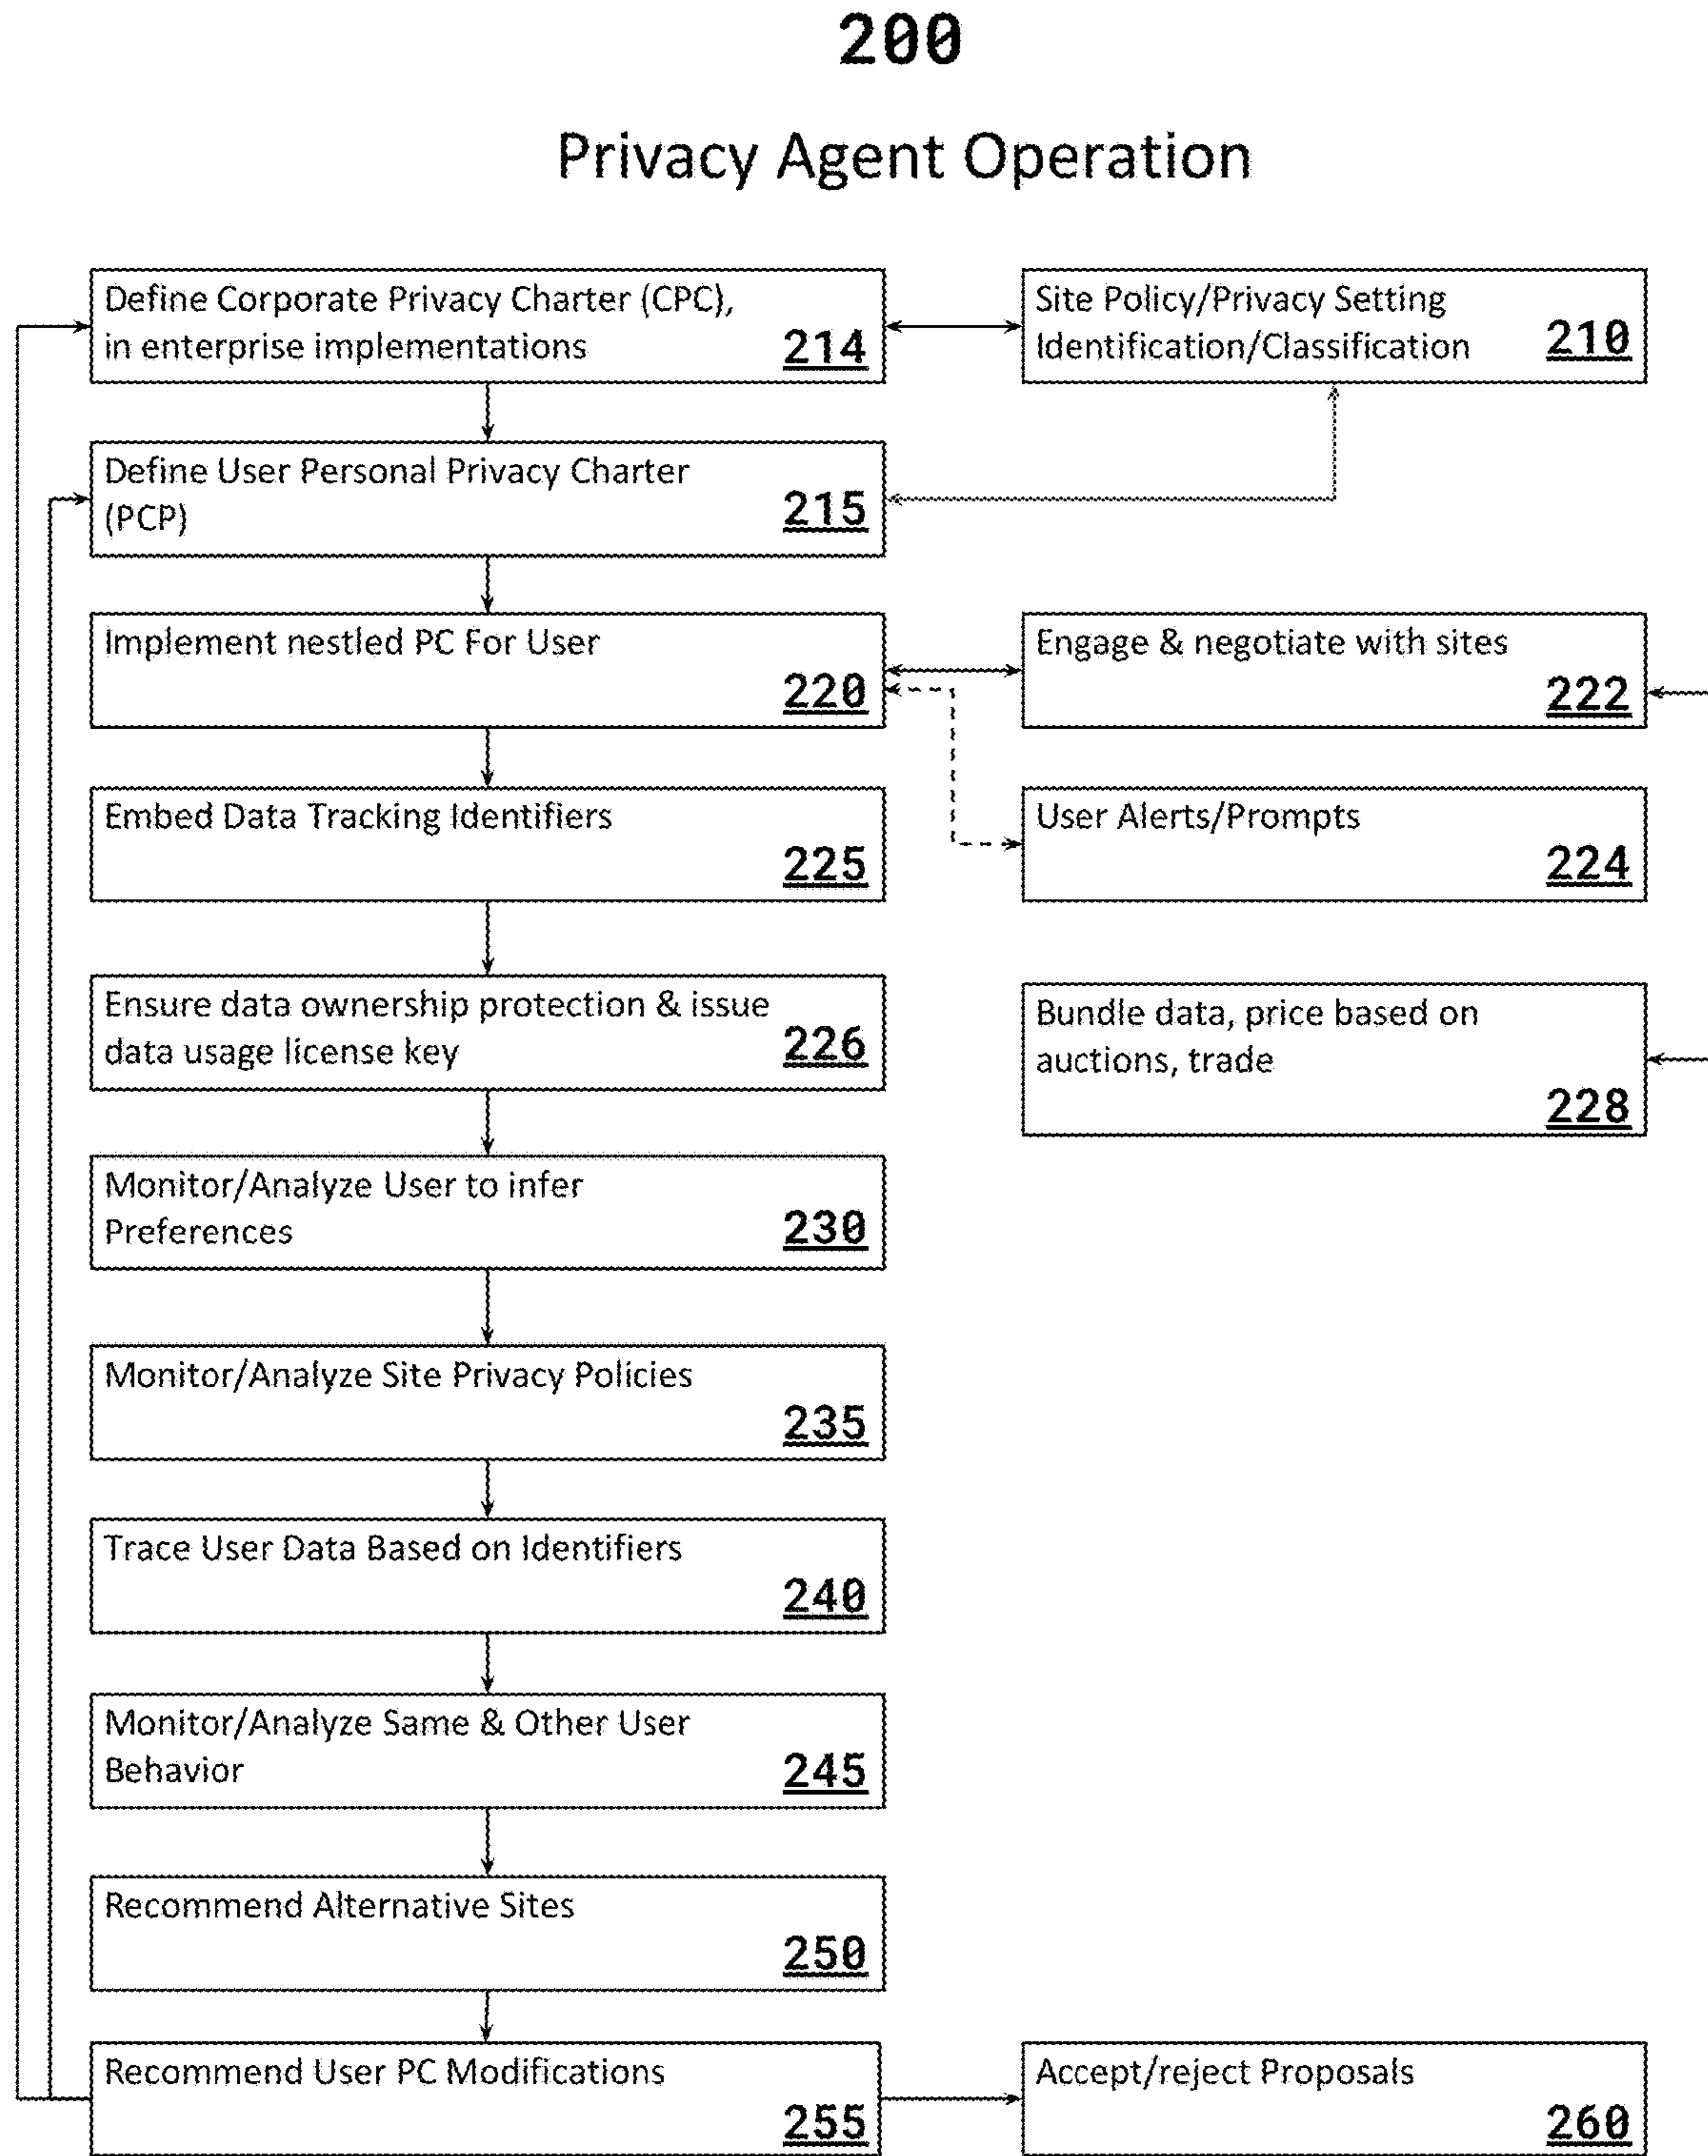 200
Privacy Agent Operation
Define Corporate Privacy Charter (CPC),
in enterprise implementations
214
Site Policy/Privacy Setting
Identification/Classification
210
Define User Personal Privacy Charter
(PCP)
215
Implement nestled PC For User
220
Engage & negotiate with sites
222
Embed Data Tracking Identifiers
225
User Alerts/Prompts
224
Ensure data ownership protection & issue
data usage license key
226
Bundle data, price based on
auctions, trade
228
Monitor/Analyze User to infer
Preferences
230
Monitor/Analyze Site Privacy Policies
235
Trace User Data Based on Identifiers
240
Monitor/Analyze Same & Other User
Behavior
245
Recommend Alternative Sites
250
Recommend User PC Modifications
255
Accept/reject Proposals
260